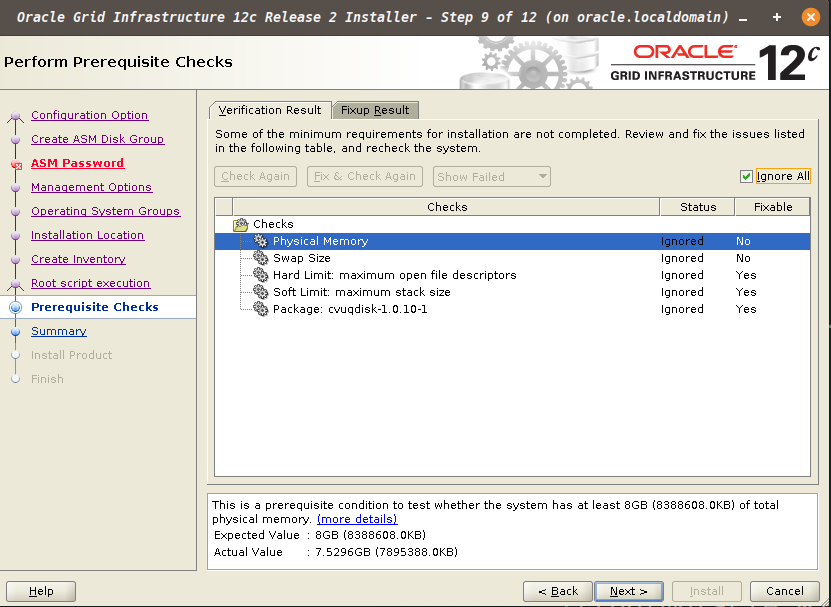 Oracle Grid Infrastructure 12c Release 2 Installer - Step 9 of 12 (on oracle.localdomain)
Perform Prerequisite Checks
ORACLE
GRID INFRASTRUCTURE
12c
Configuration Option
Create ASM Disk Group
ASM Password
Management Options
Operating System Groups
Installation Location
Create Inventory
Root script execution
Prerequisite Checks
Summary
Install Product
Finish
Verification Result Fixup Result
Some of the minimum requirements for installation are not completed. Review and fix the issues listed
in the following table, and recheck the system.
Check Again Fix & Check Again Show Failed Ignore All
Checks Status Fixable
Checks
Physical Memory Ignored No
Swap Size Ignored No
Hard Limit: maximum open file descriptors Ignored Yes
Soft Limit: maximum stack size Ignored Yes
Package: cvuqdisk-1.0.10-1 Ignored Yes
This is a prerequisite condition to test whether the system has at least 8GB (8388608.0KB) of total
physical memory. (more details)
Expected Value : 8GB (8388608.0KB)
Actual Value : 7.5296GB (7895388.0KB)
Help < Back Next > Install Cancel